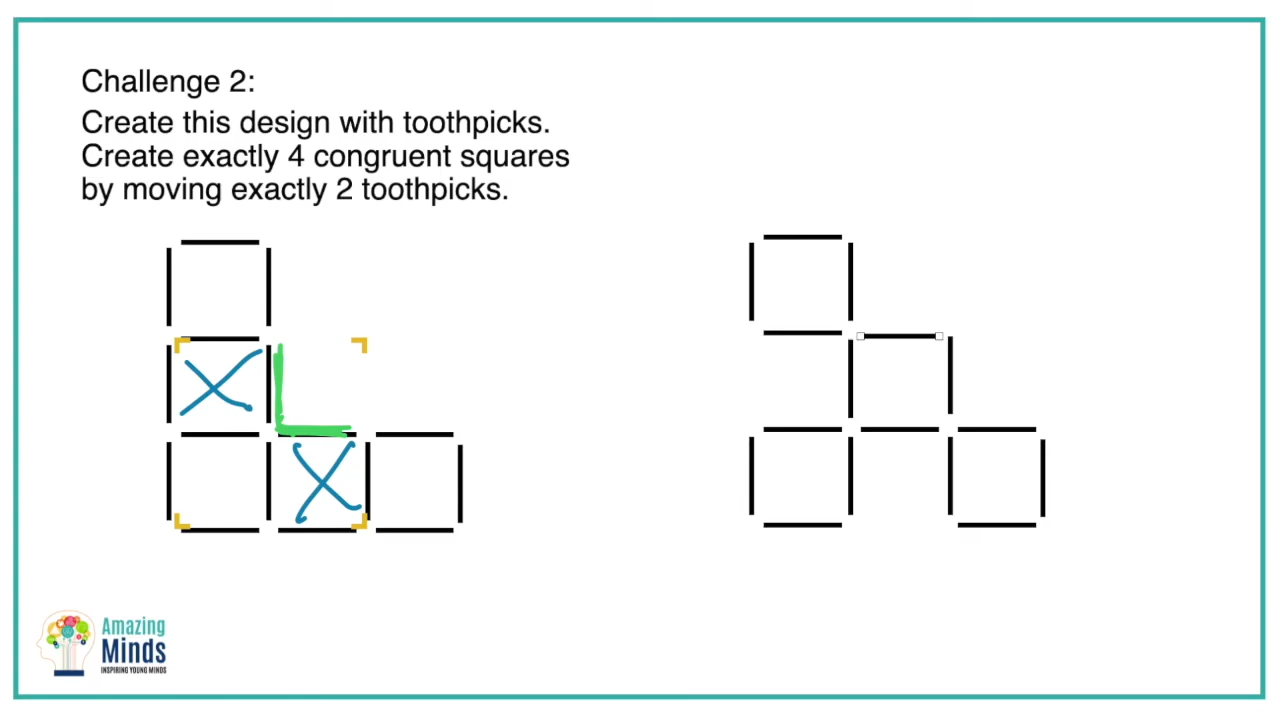 Challenge 2:
Create this design with toothpicks.
Create exactly 4 congruent squares
by moving exactly 2 toothpicks.
Amazing
Minds
INSPIRING YOUNG MINDS